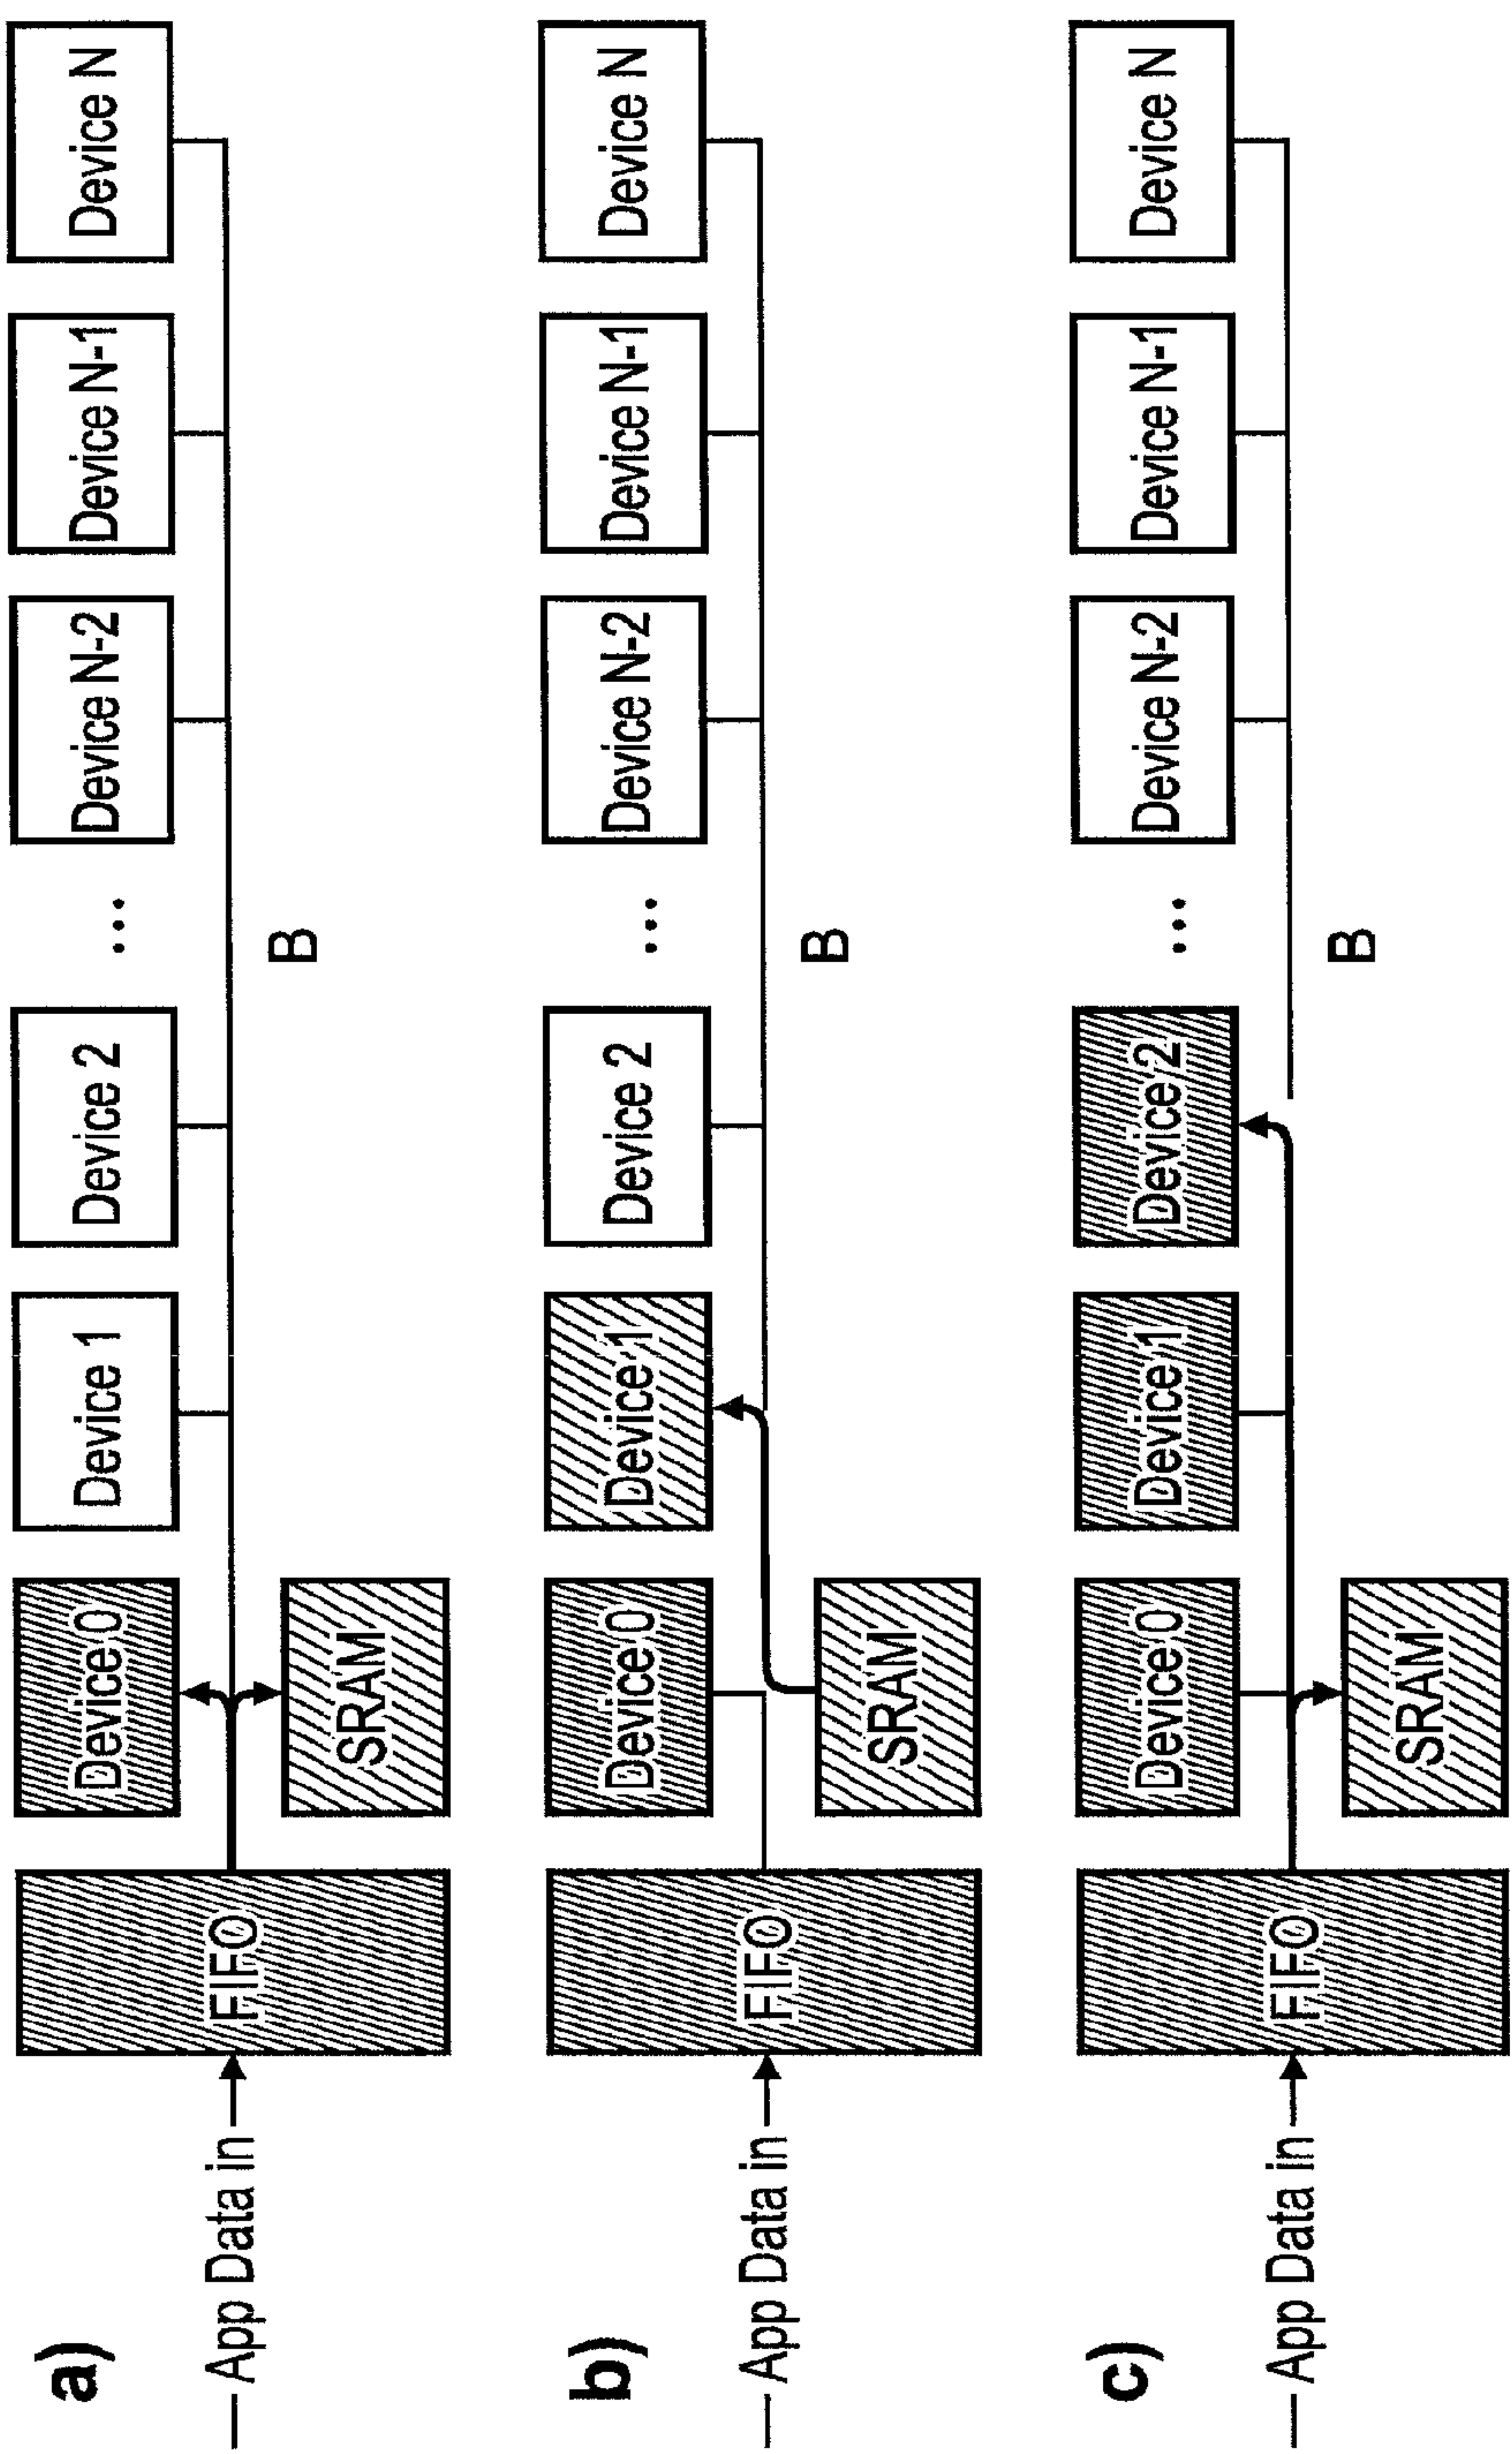 a)
App Data in
FIFO
Device 0
SRAM
Device 1
Device 2
...
B
Device N-2
Device N-1
Device N
b)
App Data in
FIFO
Device 0
SRAM
Device 1
Device 2
...
B
Device N-2
Device N-1
Device N
c)
App Data in
FIFO
Device 0
SRAM
Device 1
Device 2
...
B
Device N-2
Device N-1
Device N